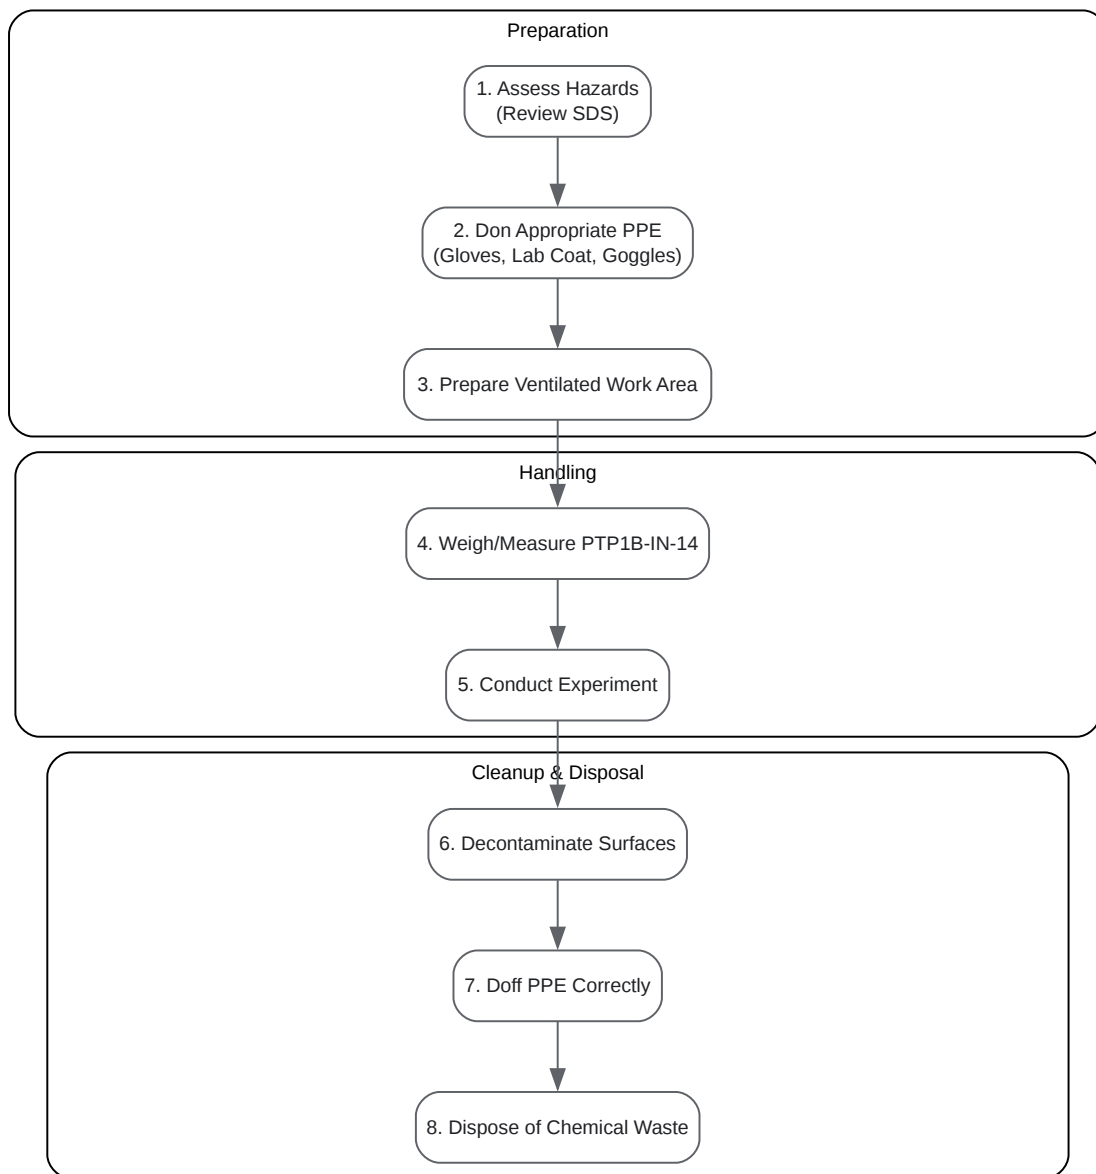 Preparation
1. Assess Hazards
(Review SDS)
2. Don Appropriate PPE
(Gloves, Lab Coat, Goggles)
3. Prepare Ventilated Work Area
Handling
4. Weigh/Measure PTP1B-IN-14
5. Conduct Experiment
Cleanup & Disposal
6. Decontaminate Surfaces
7. Doff PPE Correctly
8. Dispose of Chemical Waste